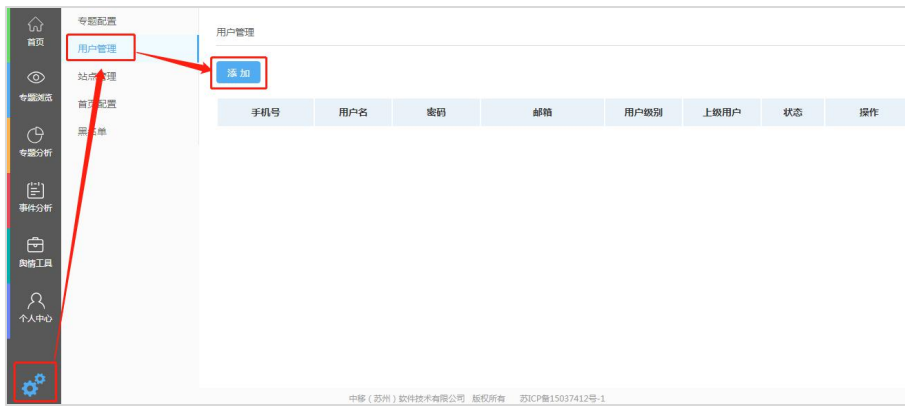 首页
专题浏览
专题分析
事件分析
舆情工具
个人中心
专题配置
用户管理
站点管理
首页配置
黑名单
用户管理
添 加
手机号 用户名 密码 邮箱 用户级别 上级用户 状态 操作
中移（苏州）软件技术有限公司 版权所有 苏ICP备15037412号-1